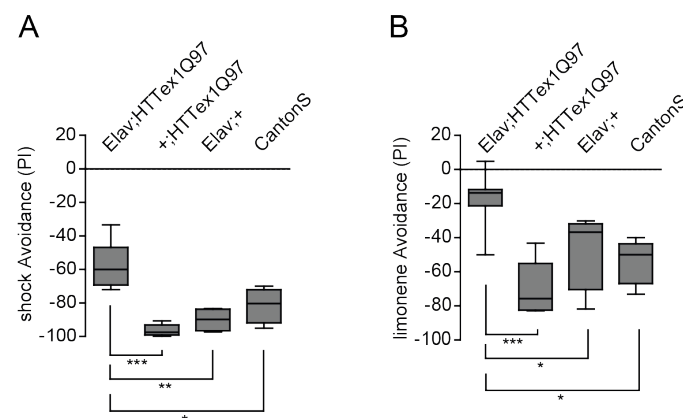 A
B
Elav;HTTex1Q97
+;HTTex1Q97
Elav;+
CantonS
Elav;HTTex1Q97
+;HTTex1Q97
Elav;+
CantonS
shock Avoidance (PI)
20
0
-20
-40
-60
-80
-100
***
**
*
limonene Avoidance (PI)
20
0
-20
-40
-60
-80
-100
***
*
*